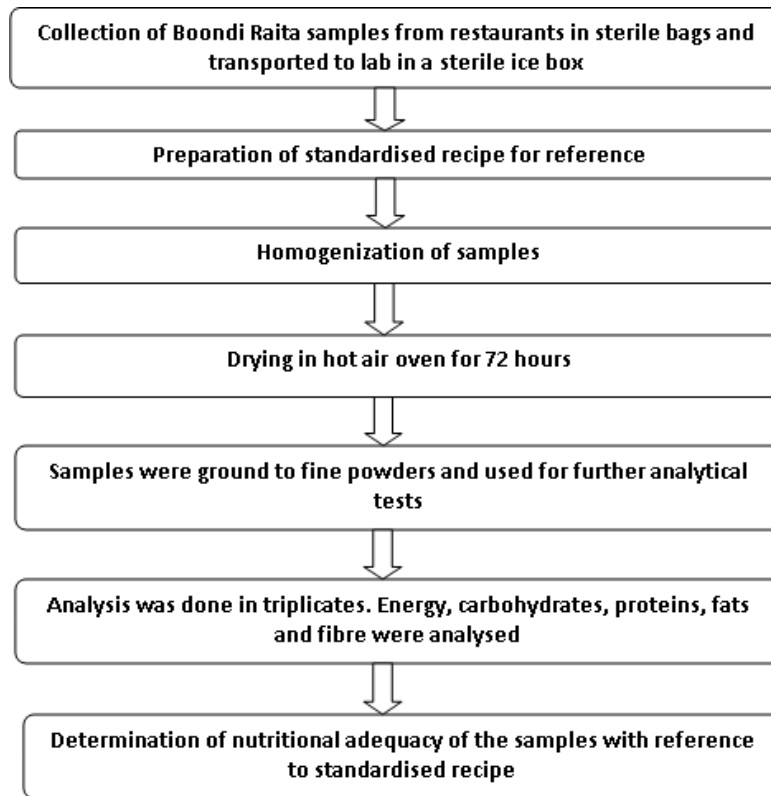 Collection of Boondi Raita samples from restaurants in sterile bags and
transported to lab in a sterile ice box
Preparation of standardised recipe for reference
Homogenization of samples
Drying in hot air oven for 72 hours
Samples were ground to fine powders and used for further analytical
tests
Analysis was done in triplicates. Energy, carbohydrates, proteins, fats
and fibre were analysed
Determination of nutritional adequacy of the samples with reference
to standardised recipe